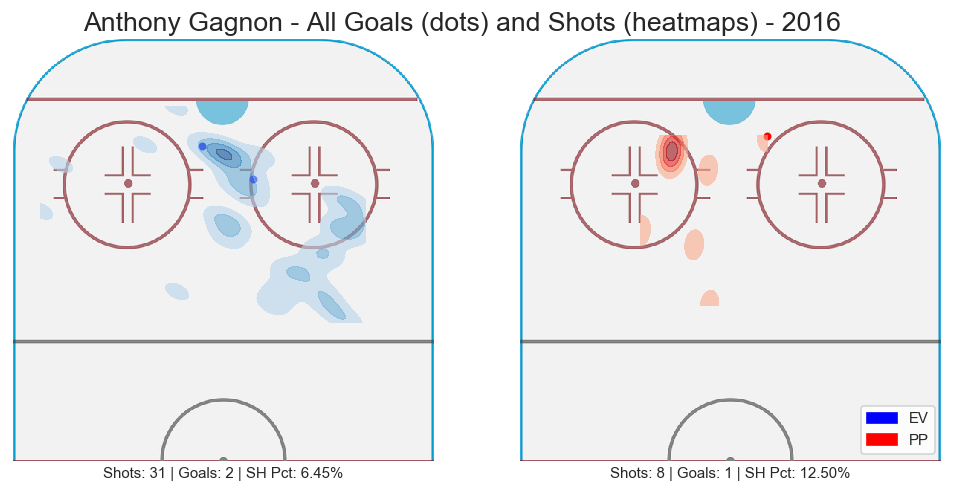 Anthony Gagnon - All Goals (dots) and Shots (heatmaps) - 2016
EV
PP
Shots: 31 | Goals: 2 | SH Pct: 6.45%
Shots: 8 | Goals: 1 | SH Pct: 12.50%